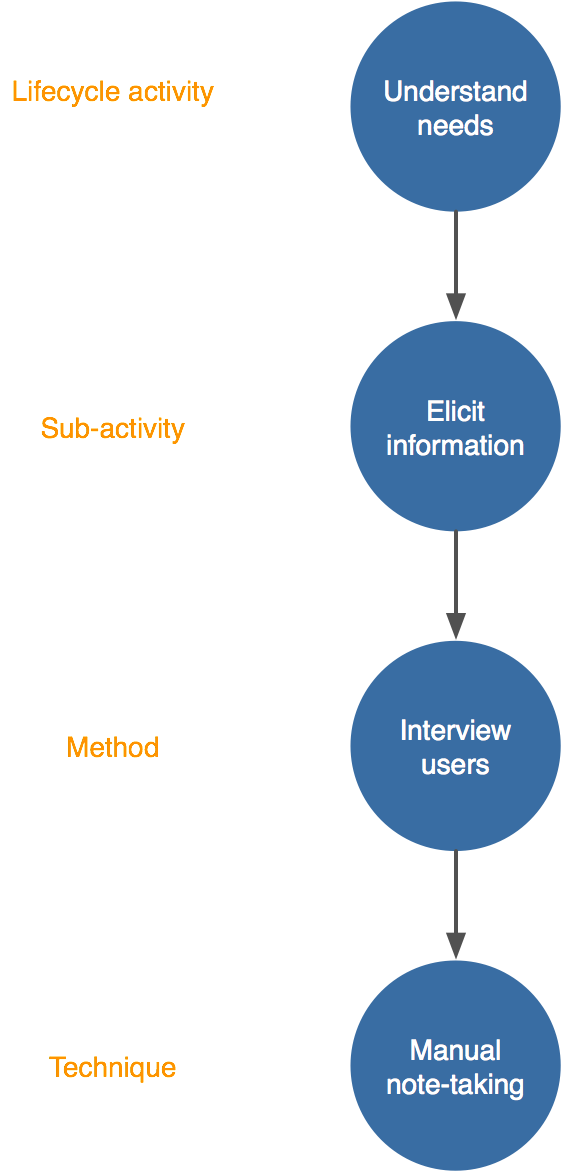 Lifecycle activity
Understand
needs
Sub-activity
Elicit
information
Method
Interview
users
Technique
Manual
note-taking